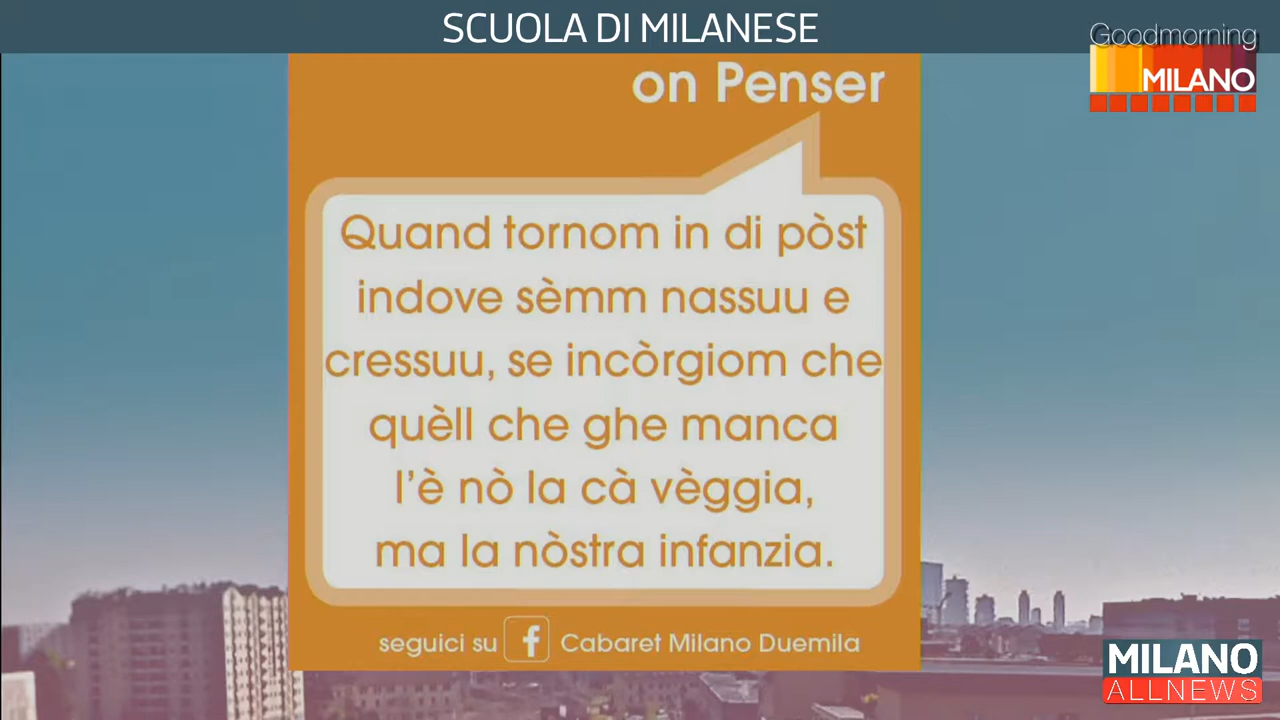 SCUOLA DI MILANESE
Goodmorning
MILANO
on Penser
Quand tornom in di pòst
indove sèmm nassuu e
cressuu, se incòrgiom che
quèll che ghe manca
l'è nò la cà vèggia,
ma la nòstra infanzia.
seguici su f Cabaret Milano Duemila
MILANO
ALLNEWS